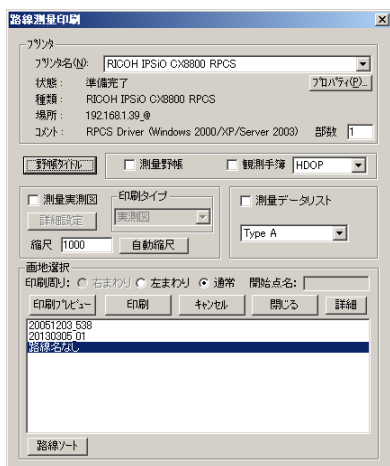 路線測量印刷
プリンタ
プリンタ名(N):
RICOH IPSiO CX8800 RPCS
状態:
準備完了
プロパティ(P)...
種類:
RICOH IPSiO CX8800 RPCS
場所:
192.168.1.39_@
コメント:
RPCS Driver (Windows 2000/XP/Server 2003)
部数
1
野帳タイトル
測量野帳
観測手簿
HDOP
測量実測図
印刷タイプ
詳細設定
実測図
縮尺
1000
自動縮尺
測量データリスト
Type A
画地選択
印刷周り:
右まわり
左まわり
通常
開始点名:
印刷プレビュー
印刷
キャンセル
閉じる
詳細
20051203_538
20130305_01
路線名なし
路線ソート